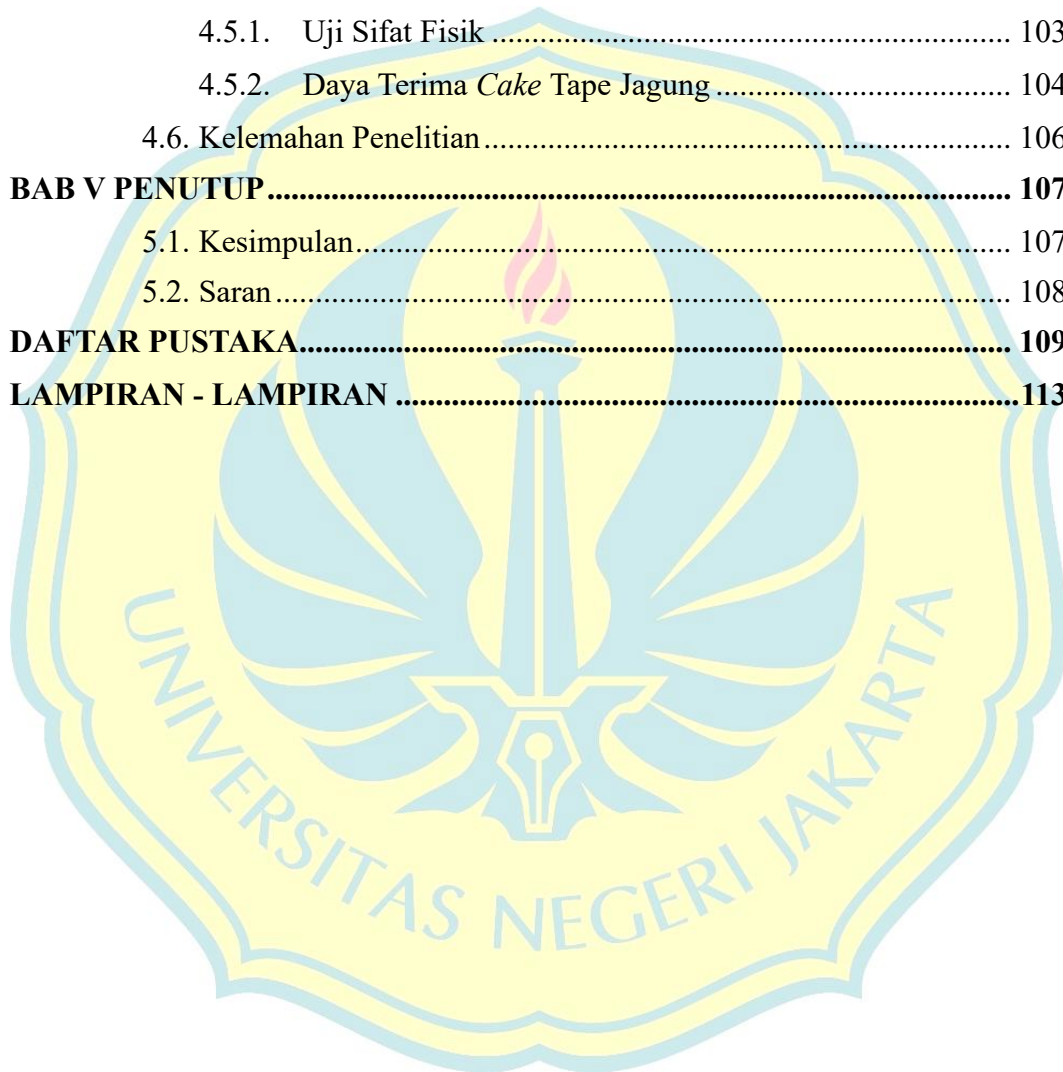 4.5.1. Uji Sifat Fisik ................................................................................ 103
4.5.2. Daya Terima Cake Tape Jagung ............................................. 104
4.6. Kelemahan Penelitian ................................................................................ 106
BAB V PENUTUP ................................................................................ 107
5.1. Kesimpulan ................................................................................ 107
5.2. Saran ................................................................................ 108
DAFTAR PUSTAKA ................................................................................ 109
LAMPIRAN - LAMPIRAN ................................................................................ 113
UNIVERSITAS NEGERI JAKARTA